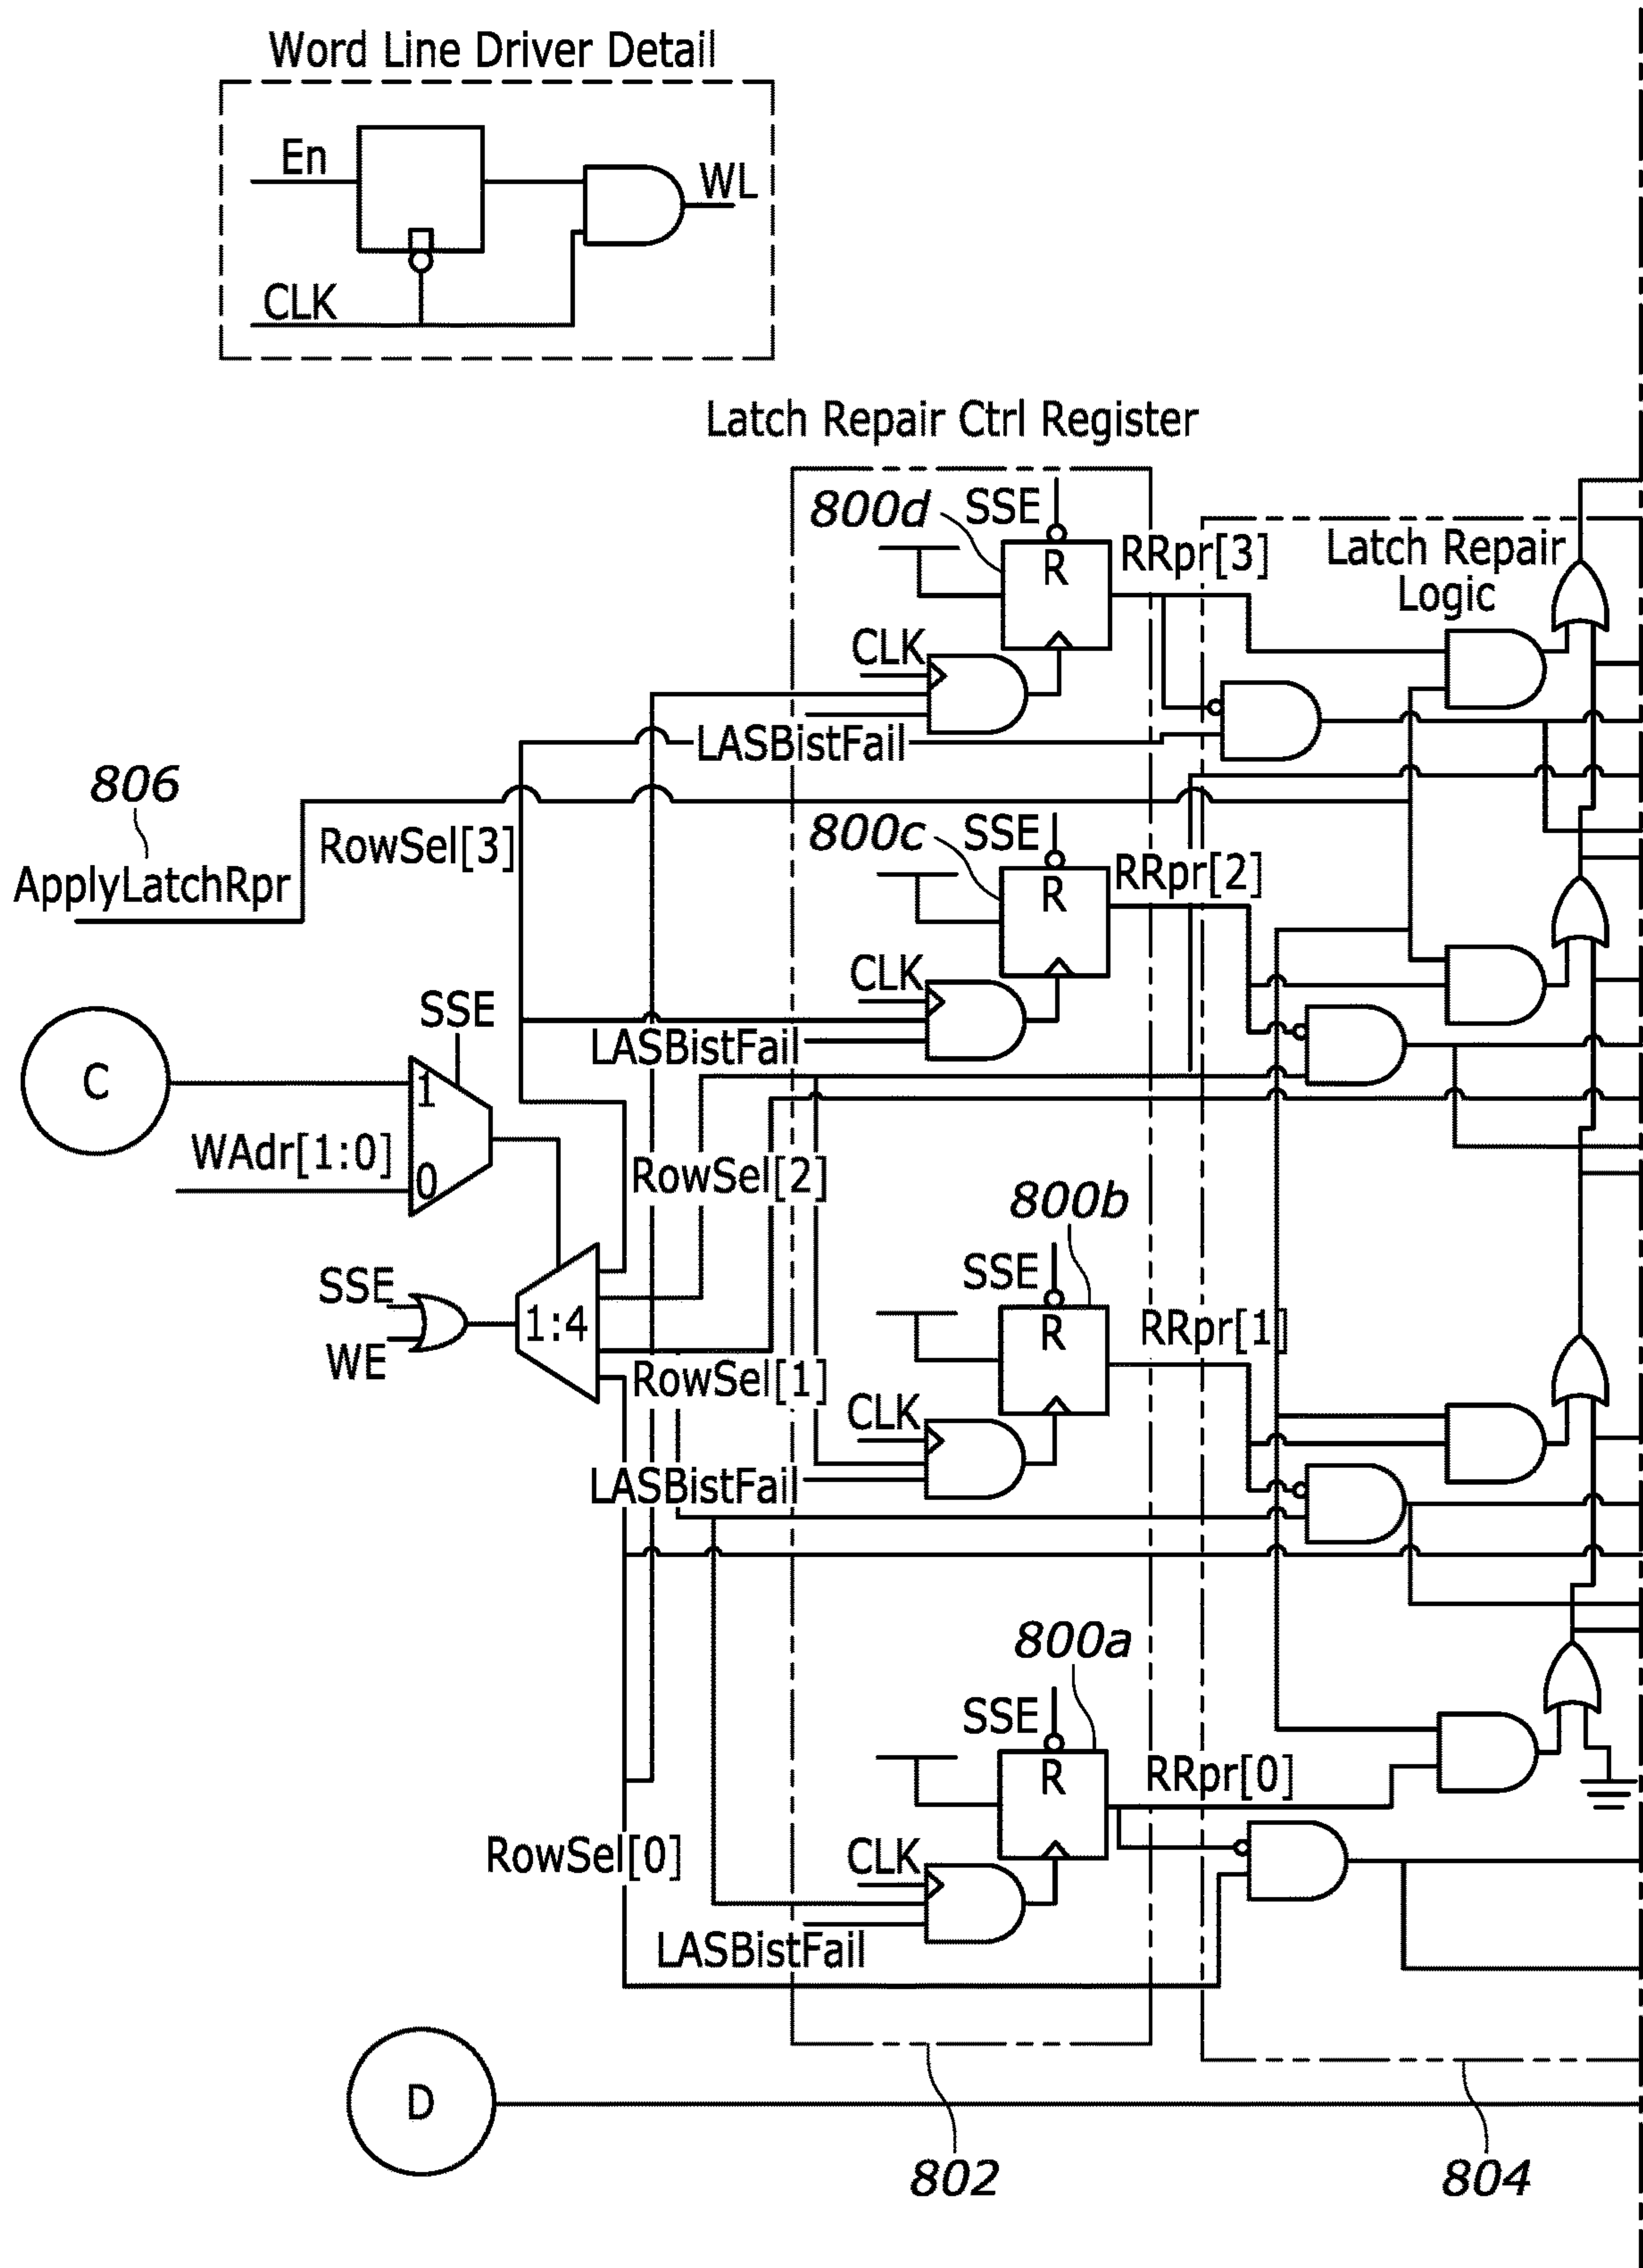 Word Line Driver Detail
En
WL
CLK
Latch Repair Ctrl Register
800d
SSE
R
RRpr[3]
Latch Repair
Logic
CLK
LASBistFail
806
ApplyLatchRpr
RowSel[3]
800c
SSE
R
RRpr[2]
CLK
LASBistFail
SSE
C
1
WAdr[1:0]
0
RowSel[2]
800b
SSE
R
RRpr[1]
SSE
WE
1:4
RowSel[1]
CLK
LASBistFail
800a
SSE
R
RRpr[0]
RowSel[0]
CLK
LASBistFail
D
802
804